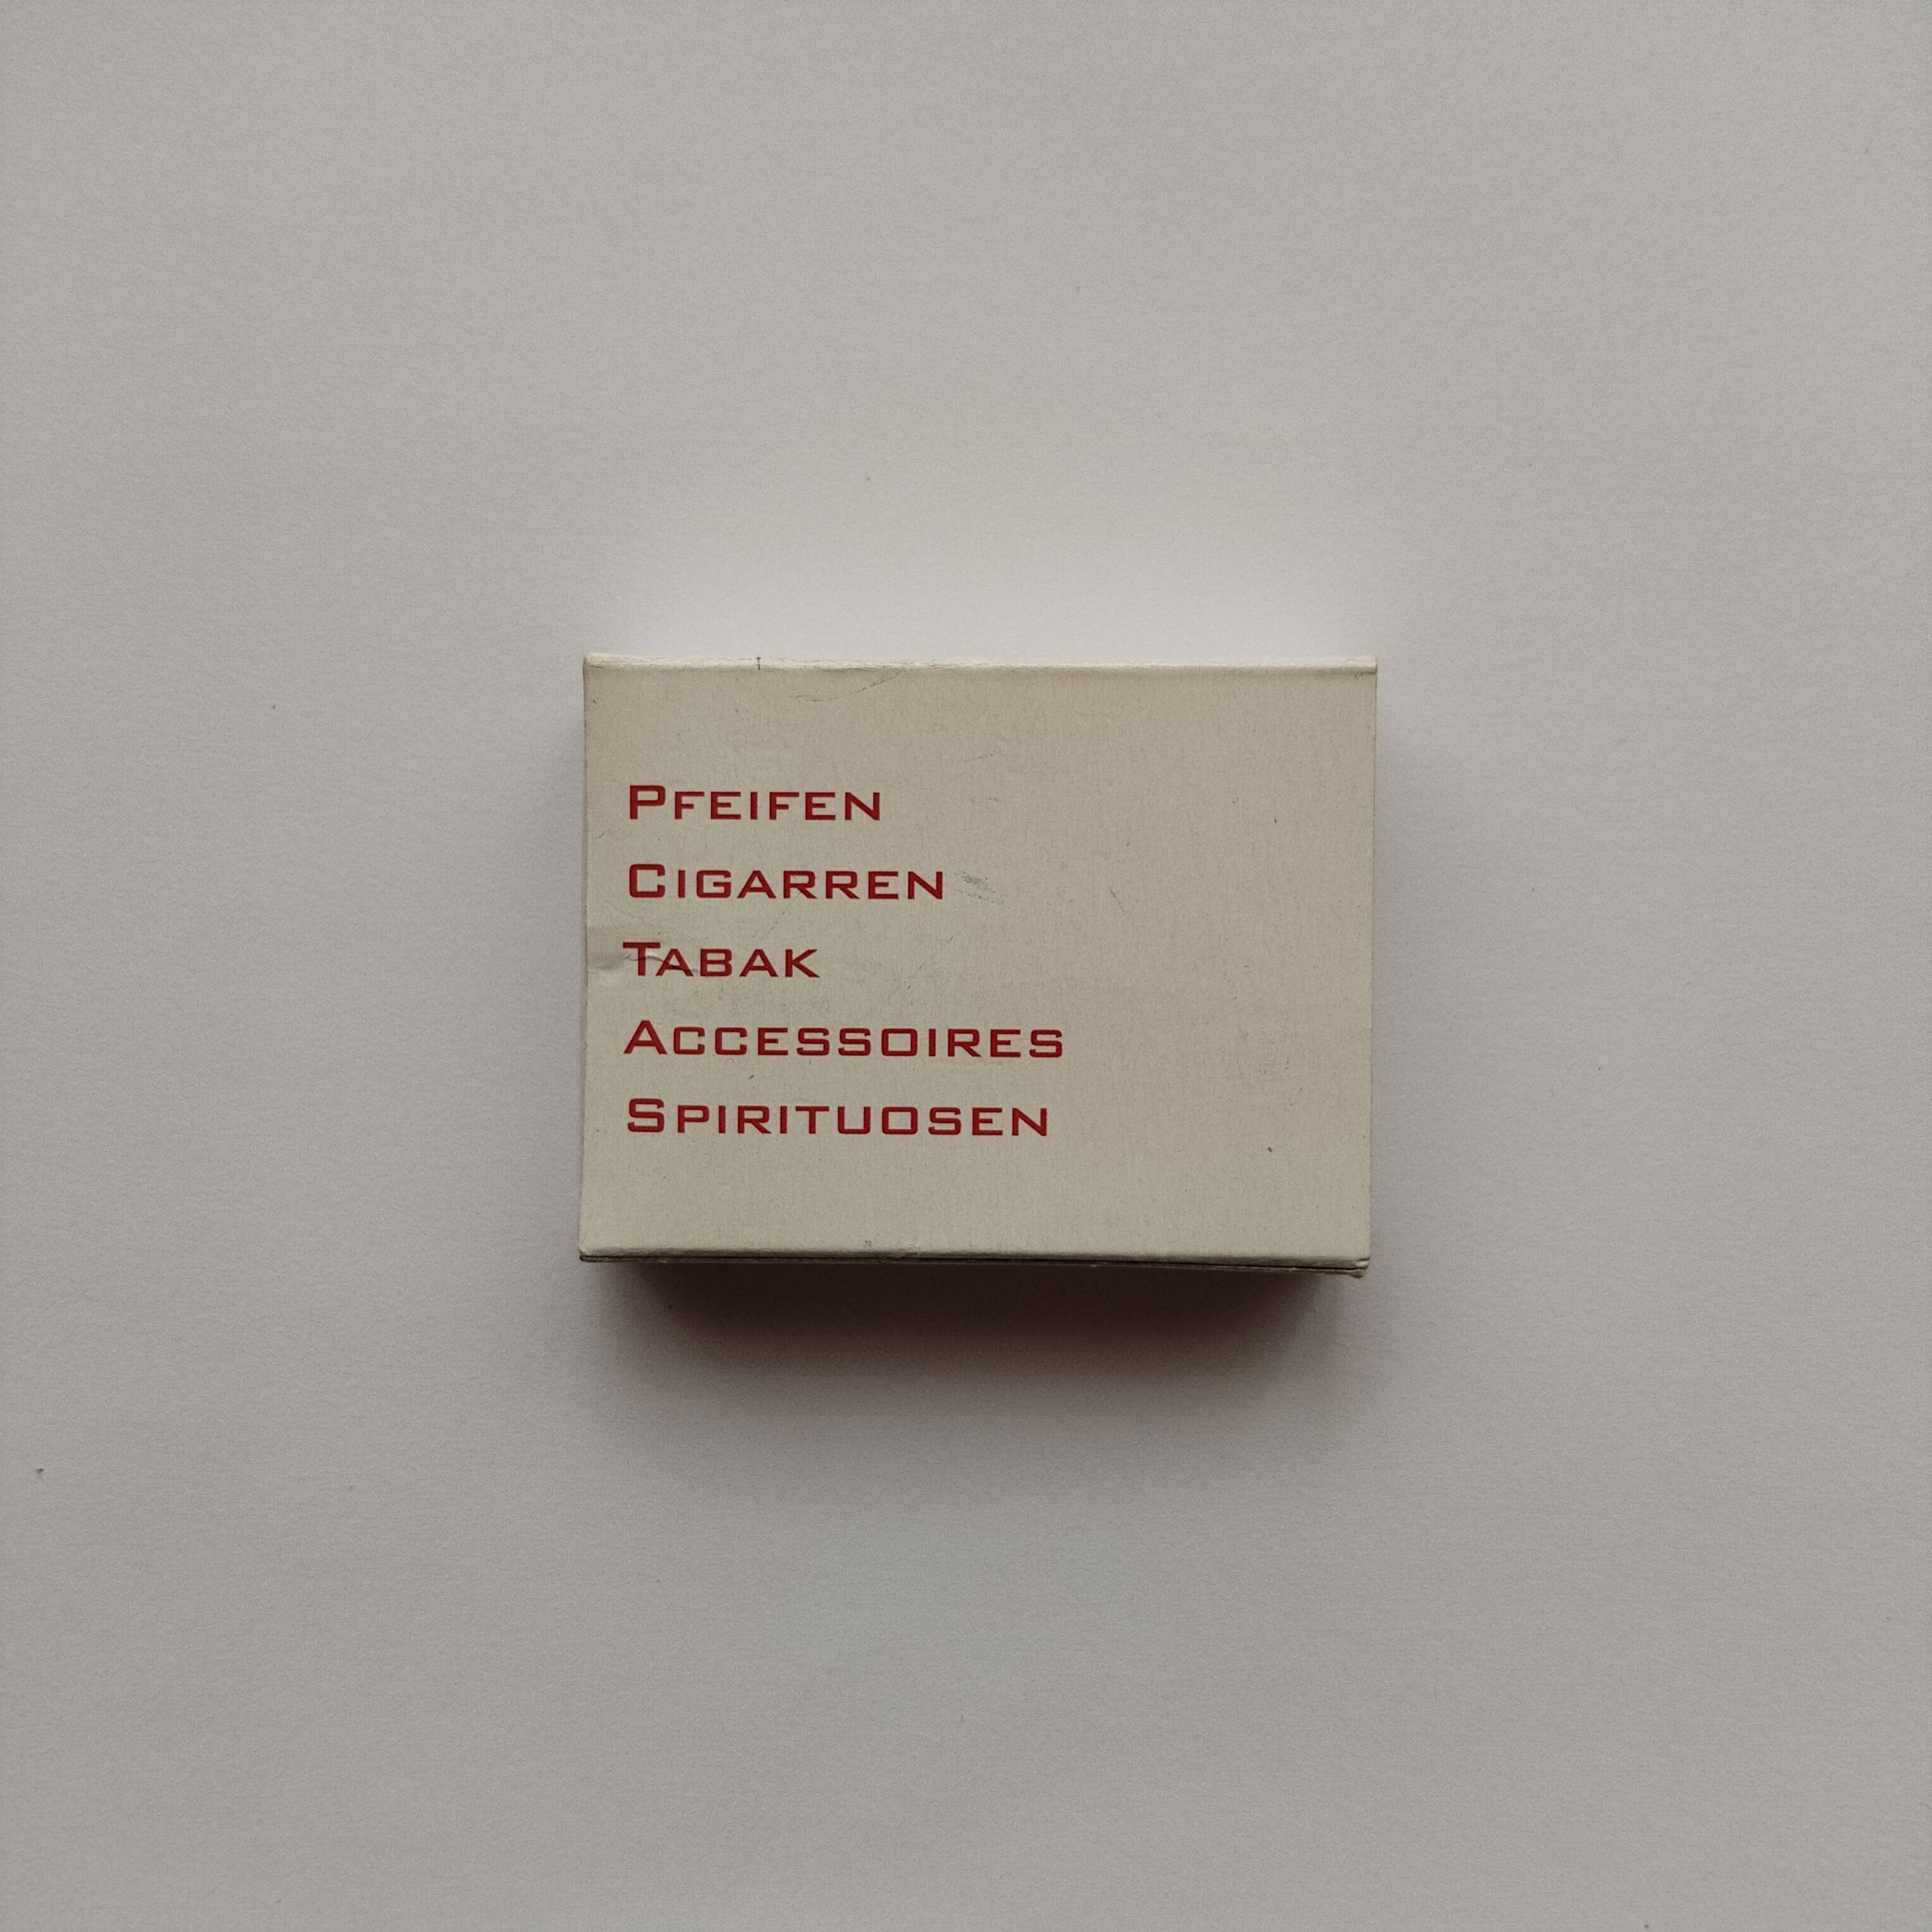 Pfeifen
Cigarren
Tabak
Accessoires
Spirituosen